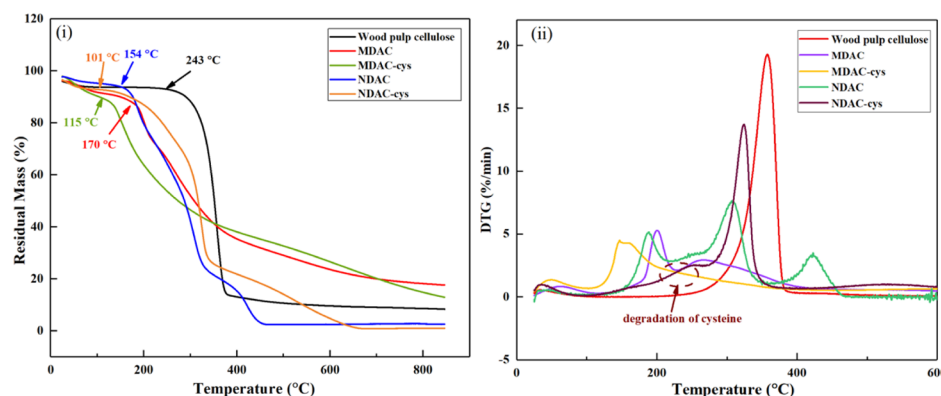 (i)
Residual Mass (%)
120
100
80
60
40
20
0
0
200
400
600
800
Temperature (°C)
Wood pulp cellulose
MDAC
MDAC-cys
NDAC
NDAC-cys
101 °C
154 °C
243 °C
115 °C
170 °C
(ii)
DTG (%/min)
20
15
10
5
0
-5
0
200
400
600
Temperature (°C)
Wood pulp cellulose
MDAC
MDAC-cys
NDAC
NDAC-cys
degradation of cysteine